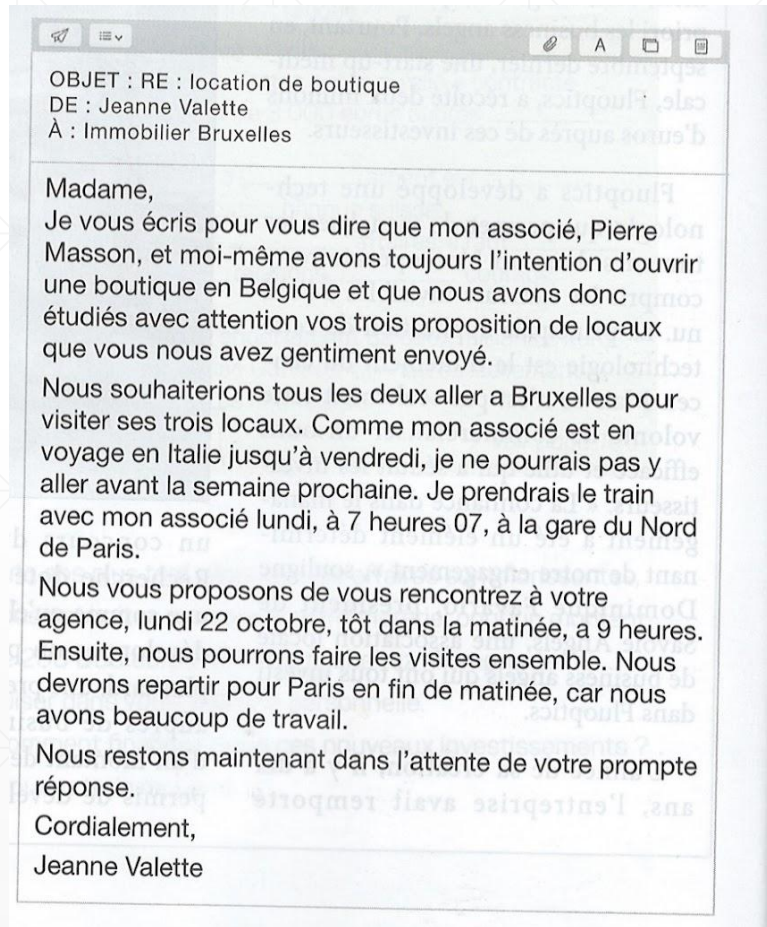 OBJET : RE : location de boutique
DE : Jeanne Valette
À : Immobilier Bruxelles
Madame,
Je vous écris pour vous dire que mon associé, Pierre
Masson, et moi-même avons toujours l'intention d'ouvrir
une boutique en Belgique et que nous avons donc
étudiés avec attention vos trois proposition de locaux
que vous nous avez gentiment envoyé.
Nous souhaiterions tous les deux aller a Bruxelles pour
visiter ses trois locaux. Comme mon associé est en
voyage en Italie jusqu'à vendredi, je ne pourrais pas y
aller avant la semaine prochaine. Je prendrais le train
avec mon associé lundi, à 7 heures 07, à la gare du Nord
de Paris.
Nous vous proposons de vous rencontrez à votre
agence, lundi 22 octobre, tôt dans la matinée, a 9 heures.
Ensuite, nous pourrons faire les visites ensemble. Nous
devrons repartir pour Paris en fin de matinée, car nous
avons beaucoup de travail.
Nous restons maintenant dans l'attente de votre prompte
réponse.
Cordialement,
Jeanne Valette